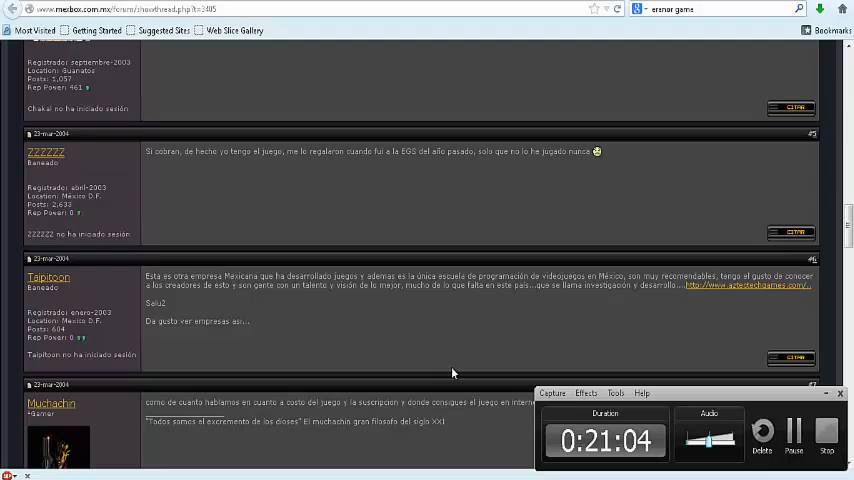 www.mexbox.com.mx/forum/showthread.php?t=3405
ersnor game
Most Visited
Getting Started
Suggested Sites
Web Slice Gallery
Bookmarks
Registrado: septiembre-2003
Location: Guanatos
Posts: 1,057
Rep Power: 461
Chakal no ha iniciado sesión
CITAR
23-mar-2004
#5
ZZZZZZ
Baneado
Si cobran, de hecho yo tengo el juego, me lo regalaron cuando fui a la EGS del año pasado, solo que no lo he jugado nunca
Registrado: abril-2003
Location: México D.F.
Posts: 2,633
Rep Power: 0
ZZZZZZ no ha iniciado sesión
CITAR
23-mar-2004
#6
Taipitoon
Baneado
Esta es otra empresa Mexicana que ha desarrollado juegos y ademas es la única escuela de programación de videojuegos en México, son muy recomendables, tengo el gusto de conocer
a los creadores de esto y son gente con un talento y visión de lo mejor, mucho de lo que falta en este país...que se llama investigación y desarrollo....http://www.aztectechgames.com/..
Salu2
Da gusto ver empresas asi...
Registrado: enero-2003
Location: Mexico D.F.
Posts: 604
Rep Power: 0
Taipitoon no ha iniciado sesión
CITAR
23-mar-2004
#7
Muchachin
*Gamer
como de cuanto hablamos en cuanto a costo del juego y la suscripcion y donde consigues el juego en intern
"Todos somos el excremento de los dioses" El muchachin gran filosofo del siglo XXI
Capture
Effects
Tools
Help
Duration
0:21:04
Audio
Delete
Pause
Stop